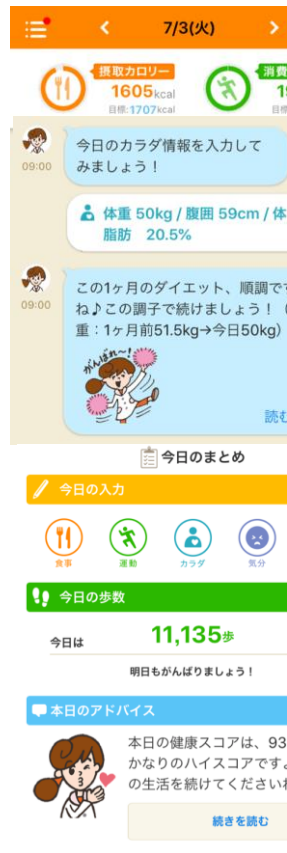 7/3(火)
摂取カロリー
1605kcal
目標:1707kcal
消費
目標
09:00
今日のカラダ情報を入力して
みましょう！
体重 50kg / 腹囲 59cm / 体
脂肪 20.5%
09:00
この1ヶ月のダイエット、順調で
ね♪この調子で続けましょう！
重：1ヶ月前51.5kg→今日50kg）
がんばれ〜！
読む
今日のまとめ
今日の入力
食事
運動
カラダ
気分
今日の歩数
今日は
11,135歩
明日もがんばりましょう！
本日のアドバイス
本日の健康スコアは、93
かなりのハイスコアです
の生活を続けてください
続きを読む